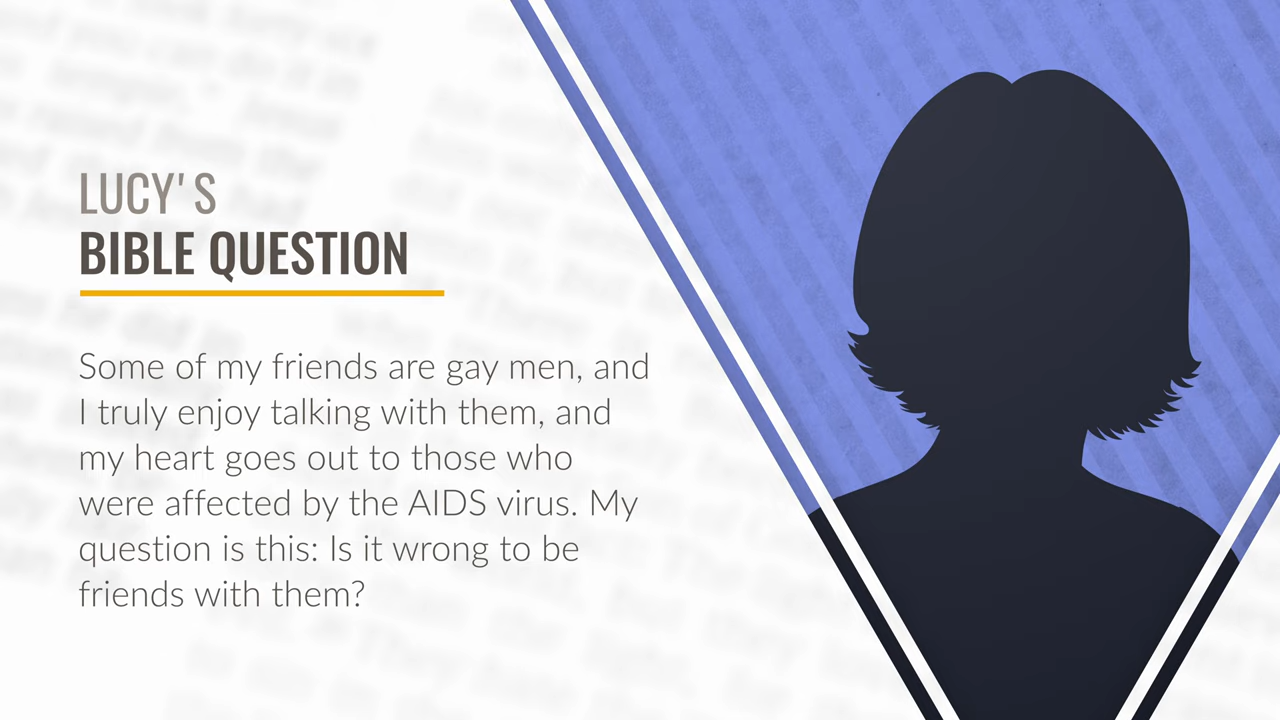 LUCY'S
BIBLE QUESTION
Some of my friends are gay men, and
I truly enjoy talking with them, and
my heart goes out to those who
were affected by the AIDS virus. My
question is this: Is it wrong to be
friends with them?